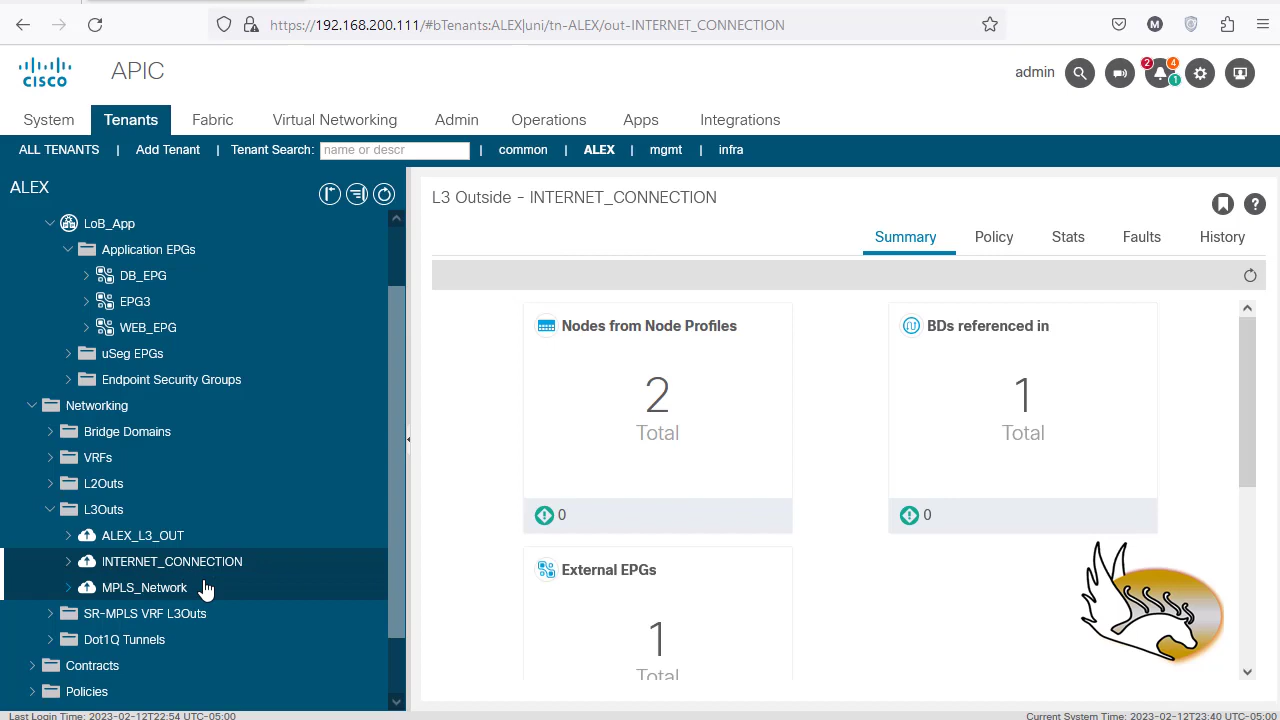 https://192.168.200.111/#bTenants:ALEX|uni/tn-ALEX/out-INTERNET_CONNECTION
M
cisco
APIC
admin
2
4
1
System
Tenants
Fabric
Virtual Networking
Admin
Operations
Apps
Integrations
ALL TENANTS | Add Tenant | Tenant Search: name or descr | common | ALEX | mgmt | infra
ALEX
LoB_App
Application EPGs
DB_EPG
EPG3
WEB_EPG
uSeg EPGs
Endpoint Security Groups
Networking
Bridge Domains
VRFs
L2Outs
L3Outs
ALEX_L3_OUT
INTERNET_CONNECTION
MPLS_Network
SR-MPLS VRF L3Outs
Dot1Q Tunnels
Contracts
Policies
L3 Outside - INTERNET_CONNECTION
?
Summary
Policy
Stats
Faults
History
Nodes from Node Profiles
2
Total
0
BDs referenced in
1
Total
0
External EPGs
1
Total
Last Login Time: 2023-02-12T22:54 UTC-05:00
Current System Time: 2023-02-12T23:40 UTC-05:00